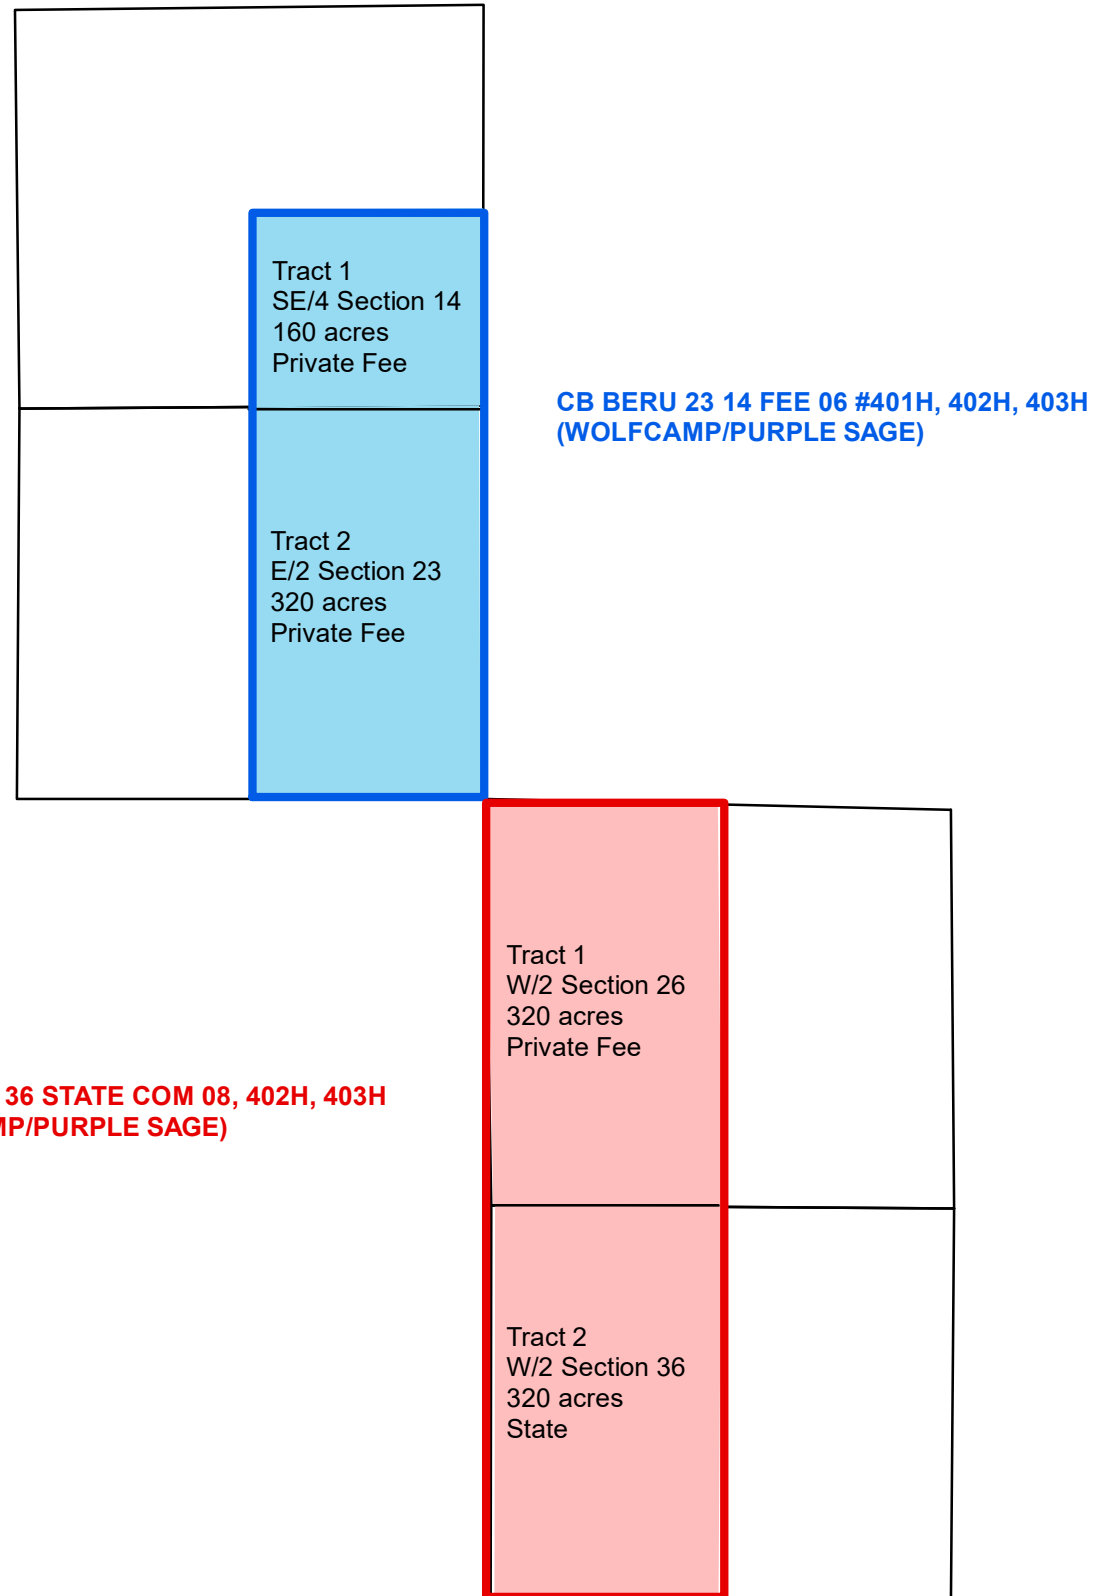 Tract 1
SE/4 Section 14
160 acres
Private Fee
CB BERU 23 14 FEE 06 #401H, 402H, 403H
(WOLFCAMP/PURPLE SAGE)
Tract 2
E/2 Section 23
320 acres
Private Fee
Tract 1
W/2 Section 26
320 acres
Private Fee
36 STATE COM 08, 402H, 403H
MP/PURPLE SAGE)
Tract 2
W/2 Section 36
320 acres
State